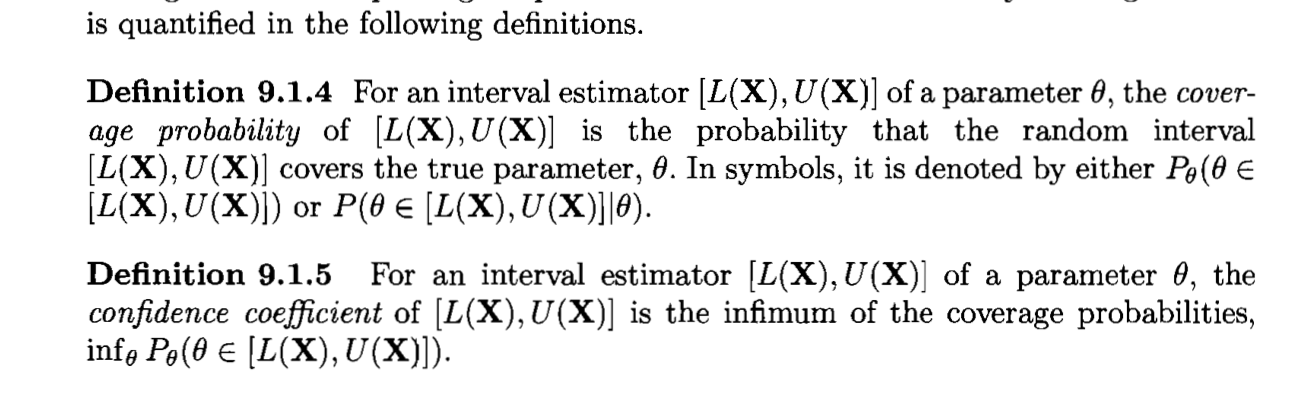 is quantified in the following definitions.
Definition 9.1.4 For an interval estimator [L(X), U(X)] of a parameter θ, the cover-
age probability of [L(X), U(X)] is the probability that the random interval
[L(X), U(X)] covers the true parameter, θ. In symbols, it is denoted by either P_θ(θ ∈
[L(X), U(X)]) or P(θ ∈ [L(X), U(X)]|θ).
Definition 9.1.5 For an interval estimator [L(X), U(X)] of a parameter θ, the
confidence coefficient of [L(X), U(X)] is the infimum of the coverage probabilities,
inf_θ P_θ(θ ∈ [L(X), U(X)]).